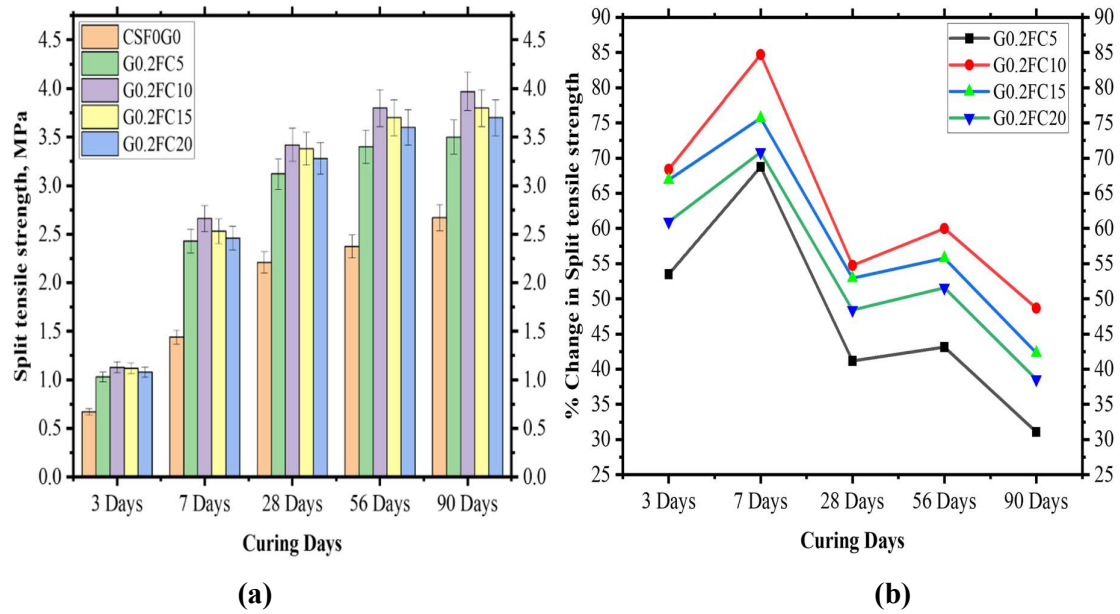 4.5
4.0
3.5
3.0
2.5
2.0
1.5
1.0
0.5
0.0
Split tensile strength, MPa
CSF0G0
G0.2FC5
G0.2FC10
G0.2FC15
G0.2FC20
4.5
4.0
3.5
3.0
2.5
2.0
1.5
1.0
0.5
0.0
3 Days 7 Days 28 Days 56 Days 90 Days
Curing Days
(a)
90
85
80
75
70
65
60
55
50
45
40
35
30
25
% Change in Split tensile strength
G0.2FC5
G0.2FC10
G0.2FC15
G0.2FC20
90
85
80
75
70
65
60
55
50
45
40
35
30
25
3 Days 7 Days 28 Days 56 Days 90 Days
Curing Days
(b)